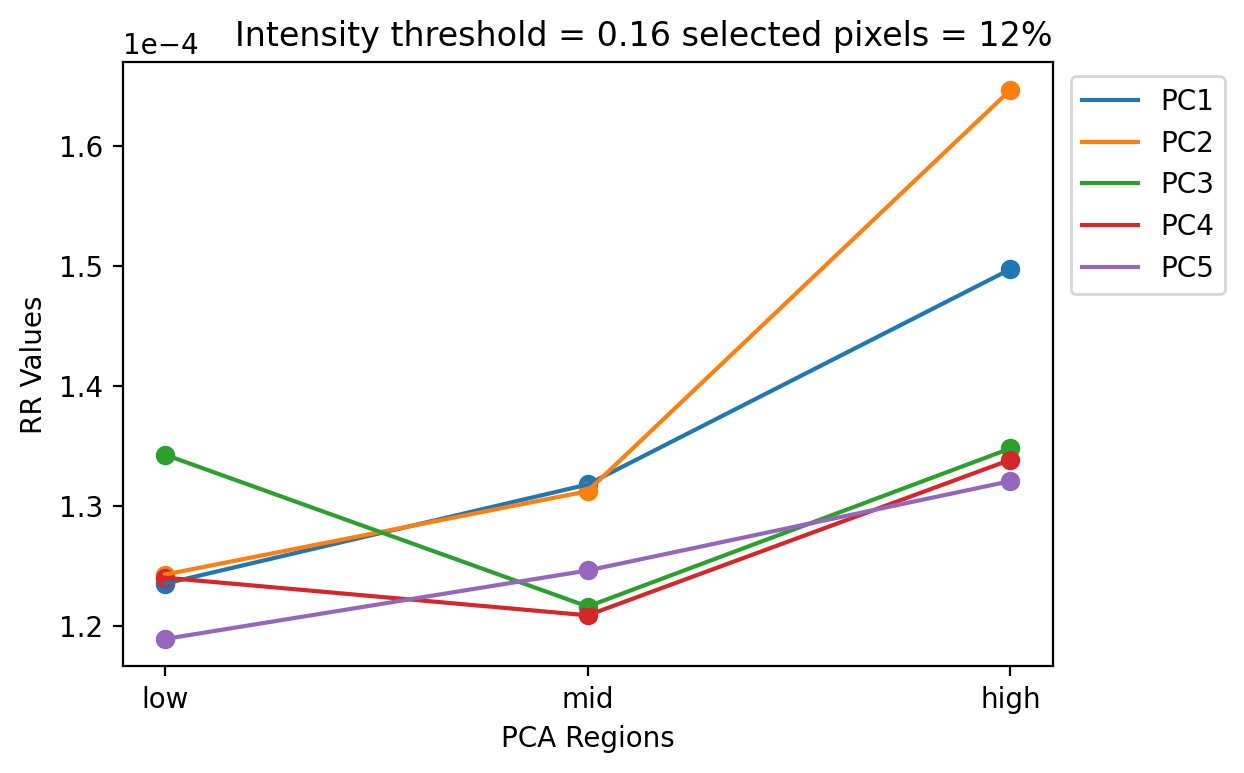 Intensity threshold = 0.16 selected pixels = 12%
1e−4
1.6
1.5
1.4
1.3
1.2
RR Values
low
mid
high
PCA Regions
PC1
PC2
PC3
PC4
PC5